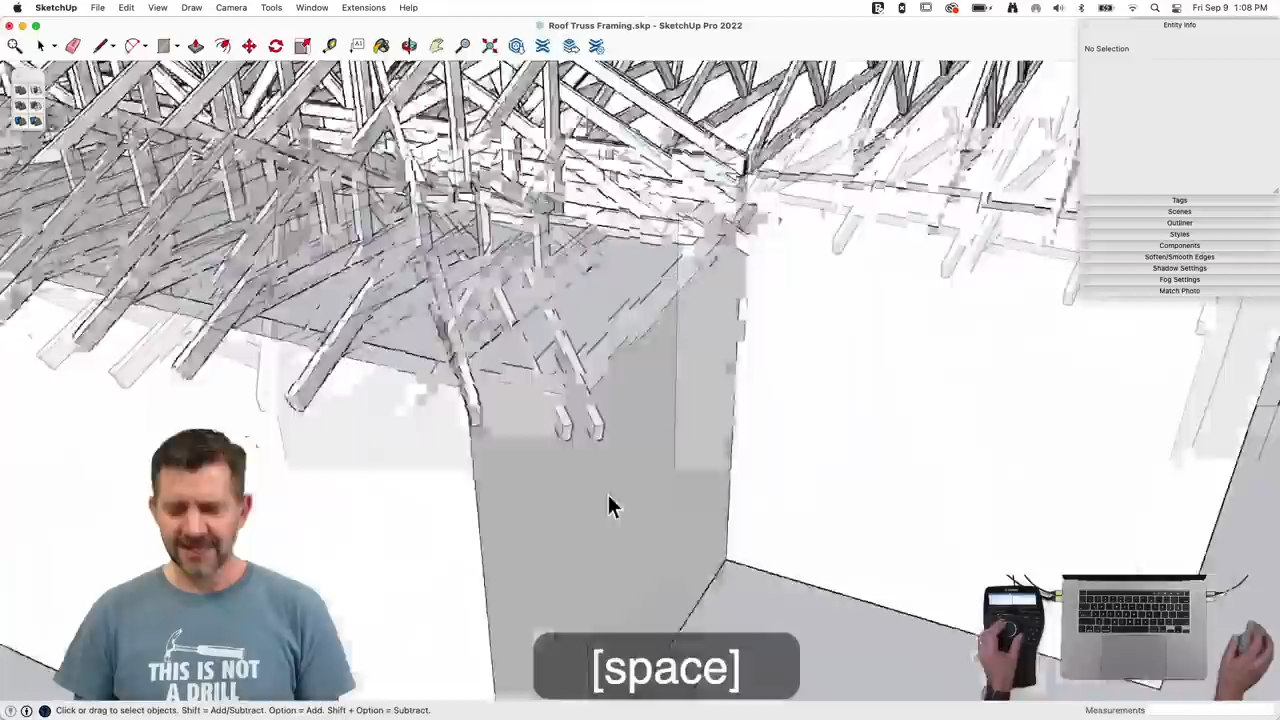 SketchUp File Edit View Draw Camera Tools Window Extensions Help
Fri Sep 9 1:08 PM
Roof Truss Framing.skp - SketchUp Pro 2022
Entity Info
No Selection
Tags
Scenes
Outliner
Styles
Components
Soften/Smooth Edges
Shadow Settings
Fog Settings
Match Photo
THIS IS NOT
A DRILL
[space]
Click or drag to select objects. Shift = Add/Subtract. Option = Add. Shift + Option = Subtract.
Measurements